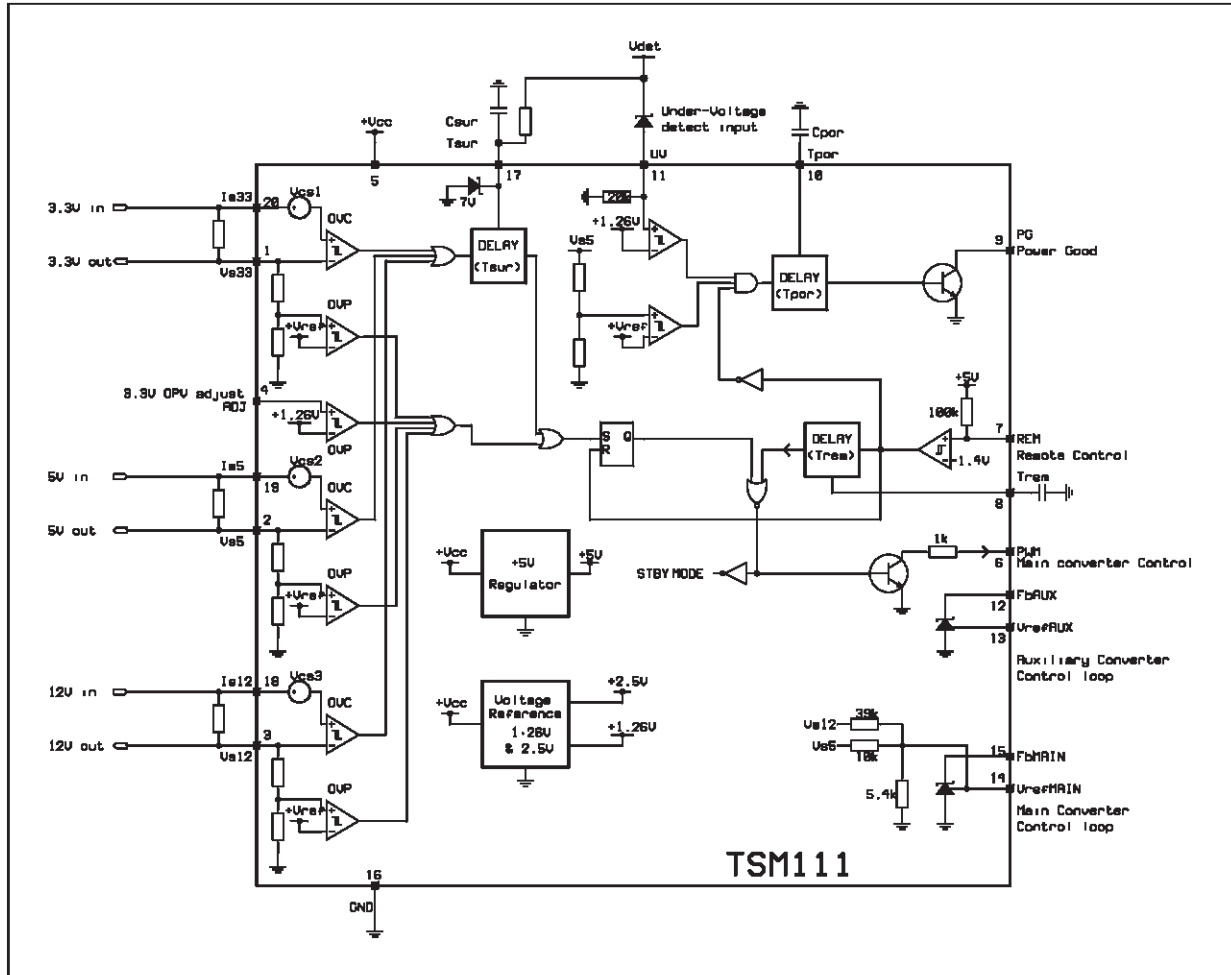 Vdet
Csur
Tsur
Under-Voltage
detect input
Cpor
Tpor
+Vcc
5
17
UV
11
10
7V
20k
Is33
20
Vcs1
3.3V in
OVC
+1.26V
Vs5
DELAY
(Tsur)
DELAY
(Tpor)
9
PG
Power Good
3.3V out
1
Vs33
OVP
+Vref
+Vref
3.3V OPV adjust
ADJ
4
+1.26V
OVP
+5V
100k
7
REM
Remote Control
S
Q
R
DELAY
(Trem)
1.4V
Trem
8
5V in
Is5
19
Vcs2
OVC
5V out
2
Vs5
OVP
+Vref
+Vcc
+5V
Regulator
+5V
STBY MODE
1k
PWM
6
Main converter Control
FbAUX
12
VrefAUX
13
Auxiliary Converter
Control loop
12V in
Is12
18
Vcs3
OVC
12V out
3
Vs12
OVP
+Vref
+Vcc
Voltage
Reference
1.26V
& 2.5V
+2.5V
+1.26V
Vs12
39k
Vs5
10k
5.4k
15
FbMAIN
14
VrefMAIN
Main Converter
Control loop
TSM111
16
GND